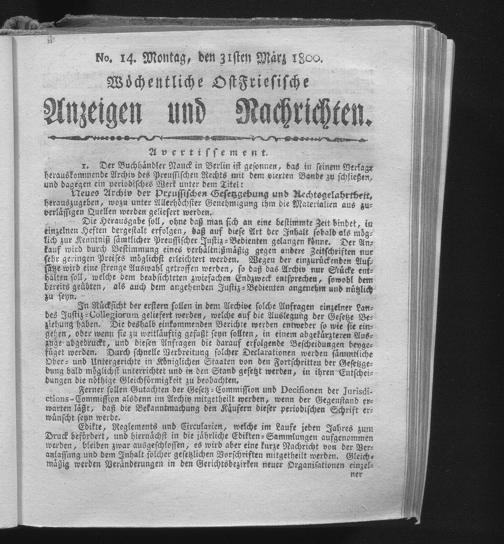 No. 14. Montag, den 31sten März 1800.
Wöchentliche OstFriesische
Anzeigen und Nachrichten.
Avertissement.
1. Der Buchhändler Nauck in Berlin ist gesonnen, das in seinem Verlage
herauskommende Archiv des Preussischen Rechts mit dem vierten Bande zu schließen,
und dagegen ein periodisches Werk unter dem Titel:
Neues Archiv der Preussischen Gesetzgebung und Rechtsgelahrtheit,
herauszugeben, wozu unter Allerhöchster Genehmigung ihm die Materialien aus zu-
verläßigen Quellen werden geliefert werden.
Die Herausgabe soll, ohne daß man sich an eine bestimmte Zeit bindet, in
einzelnen Heften dergestalt erfolgen, daß auf diese Art der Inhalt sobald als mög-
lich zur Kenntniß sämtlicher Preussischer Justiz-Bedienten gelangen könne. Der An-
kauf wird durch Bestimmung eines verhältnißmäßig gegen andere Zeitschriften nur
sehr geringen Preises möglichst erleichtert werden. Wegen der einzurückenden Auf-
sätze wird eine strenge Auswahl getroffen werden, so daß das Archiv nur Stücke ent-
halten soll, welche dem beabsichteten zwiefachen Endzweck entsprechen, sowohl dem
bereits geübten, als auch dem angehenden Justiz-Bedienten angenehm und nützlich
zu seyn.
In Rücksicht der erstern sollen in dem Archive solche Anfragen einzelner Lan-
des Justiz-Collegiorum geliefert werden, welche auf die Auslegung der Gesetze Be-
ziehung haben. Die deshalb einkommenden Berichte werden entweder so wie sie ein-
gehen, oder wenn sie zu weitläuftig gefaßt seyn sollten, in einem abgekürzteren Aus-
zuge abgedruckt, und diesen Anfragen die darauf erfolgende Bescheidungen beyge-
füget werden. Durch schnelle Verbreitung solcher Declarationen werden sämmtliche
Ober- und Untergerichte in Königlichen Staaten von den Fortschritten der Gesetzge-
bung bald möglichst unterrichtet und in den Stand gesetzt werden, in ihren Entschei-
dungen die nöthige Gleichförmigkeit zu beobachten.
Ferner sollen Gutachten der Gesetz-Commission und Decisionen der Jurisdi-
ctions-Commission alsdenn im Archiv mitgetheilt werden, wenn der Gegenstand er-
warten läßt, daß die Bekanntmachung den Käufern dieser periodischen Schrift er-
wünscht seyn werde.
Edikte, Reglements und Circularien, welche im Laufe jeden Jahres zum
Druck befördert, und hiernächst in die jährliche Edikten-Sammlungen aufgenommen
werden, bleiben zwar ausgeschlossen, es wird aber eine kurze Nachricht von der Ver-
anlassung und dem Inhalt solcher gesetzlichen Vorschriften mitgetheilt werden. Gleich-
mäßig werden Veränderungen in den Gerichtsbezirken neuer Organisationen einzel-
ner